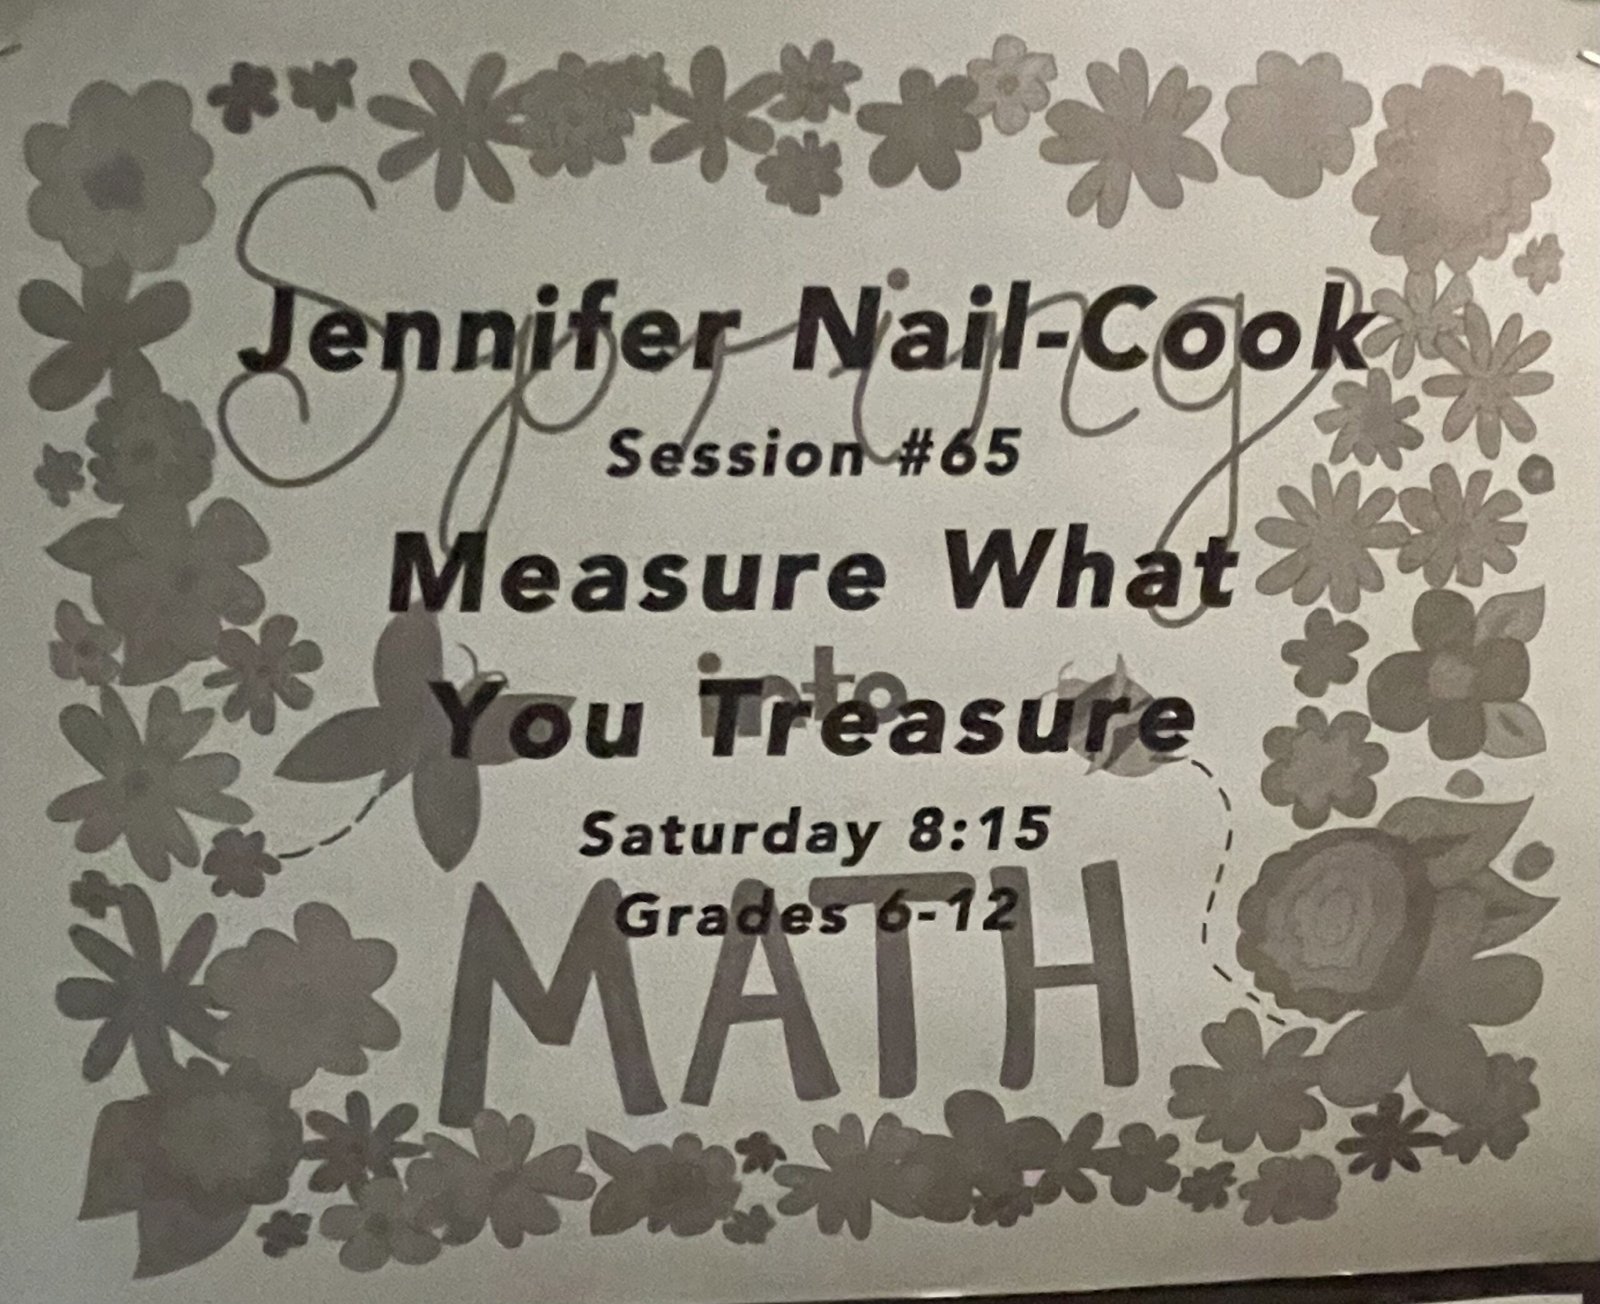 Spring
Jennifer Nail-Cook
Session #65
Measure What
into
You Treasure
Saturday 8:15
Grades 6-12
MATH